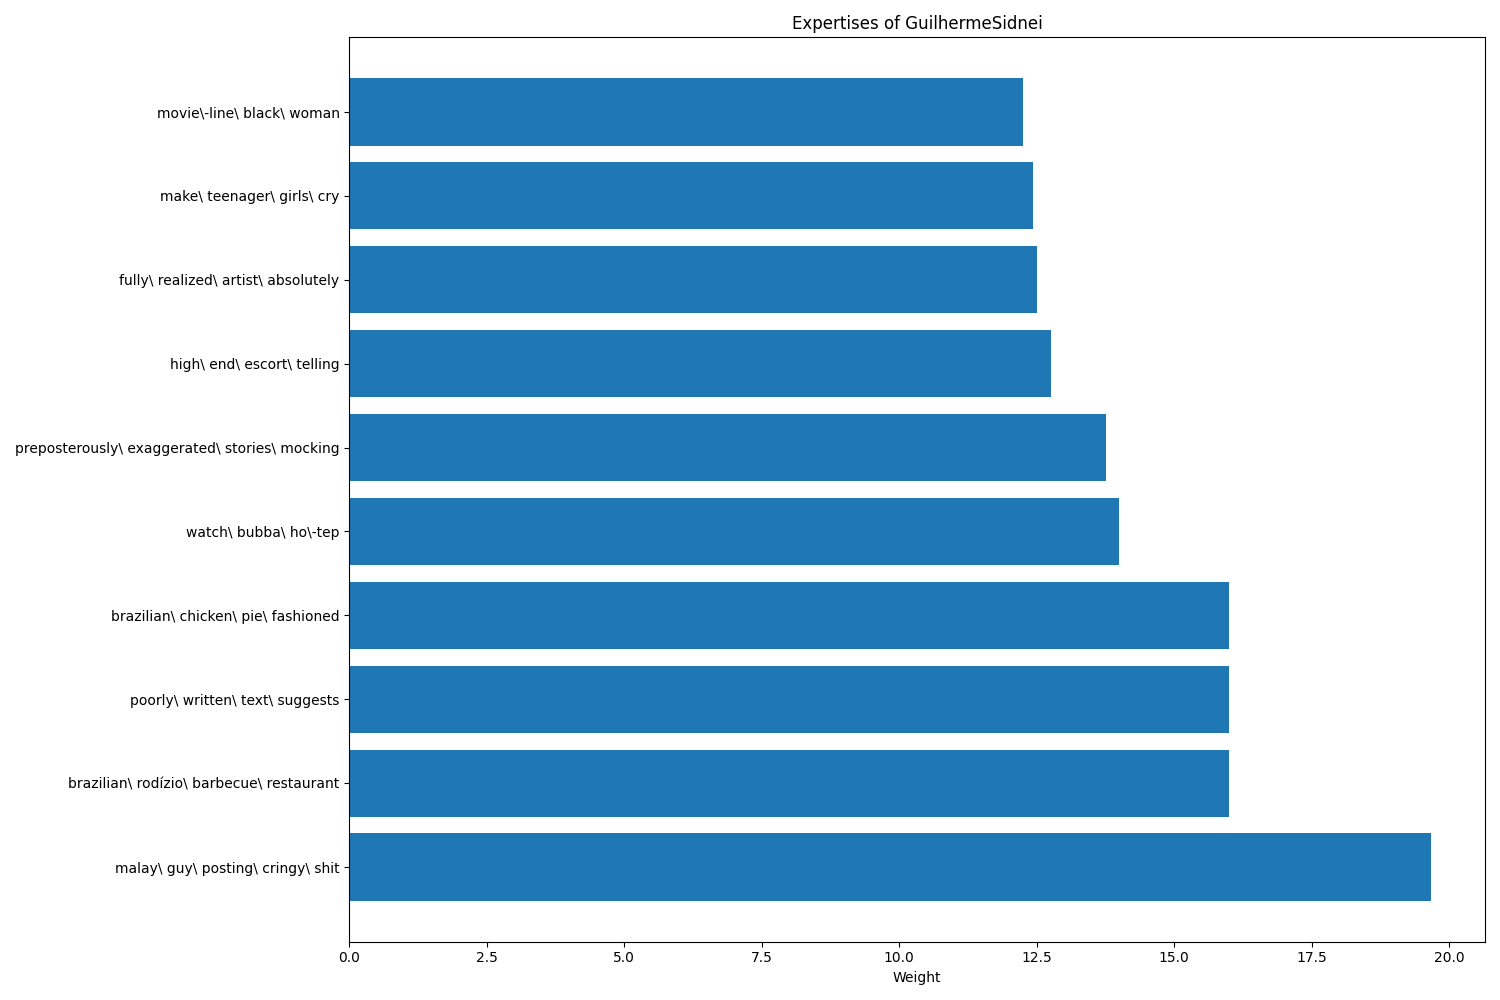 Expertises of GuilhermeSidnei
movie\-line\ black\ woman
make\ teenager\ girls\ cry
fully\ realized\ artist\ absolutely
high\ end\ escort\ telling
preposterously\ exaggerated\ stories\ mocking
watch\ bubba\ ho\-tep
brazilian\ chicken\ pie\ fashioned
poorly\ written\ text\ suggests
brazilian\ rodízio\ barbecue\ restaurant
malay\ guy\ posting\ cringy\ shit
0.0 2.5 5.0 7.5 10.0 12.5 15.0 17.5 20.0
Weight